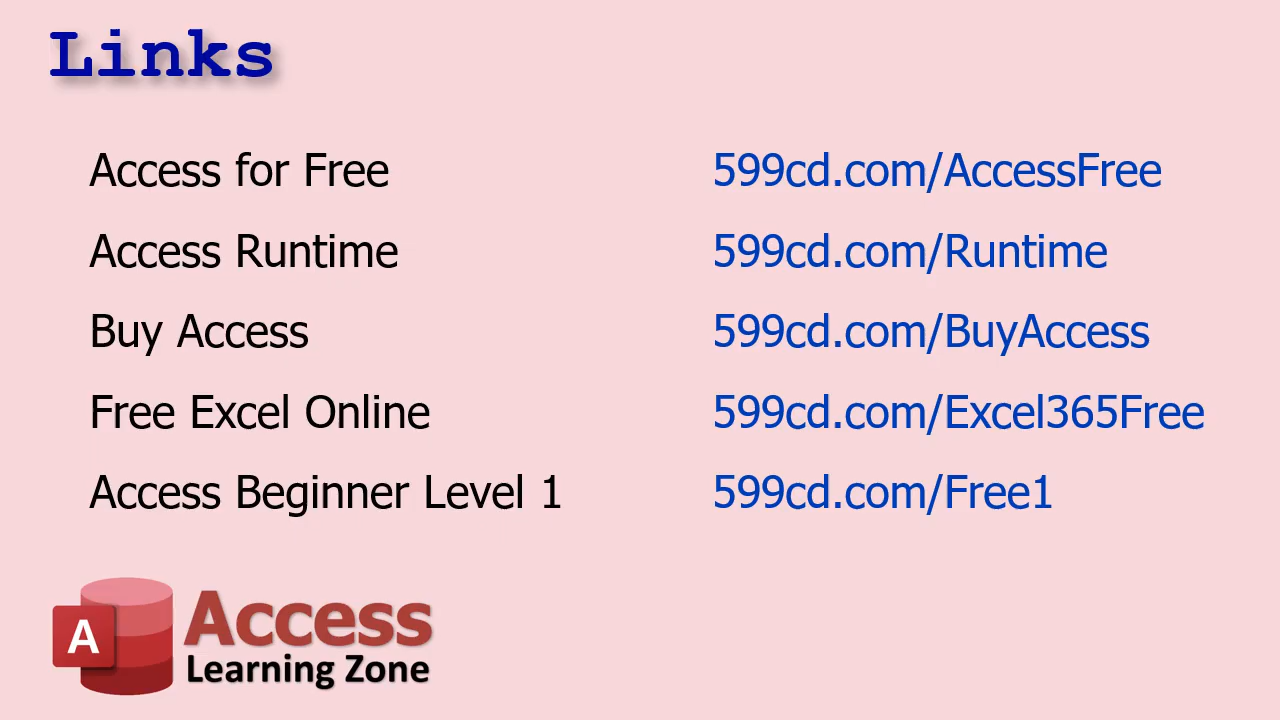 Links
Access for Free 599cd.com/AccessFree
Access Runtime 599cd.com/Runtime
Buy Access 599cd.com/BuyAccess
Free Excel Online 599cd.com/Excel365Free
Access Beginner Level 1 599cd.com/Free1
A Access
Learning Zone